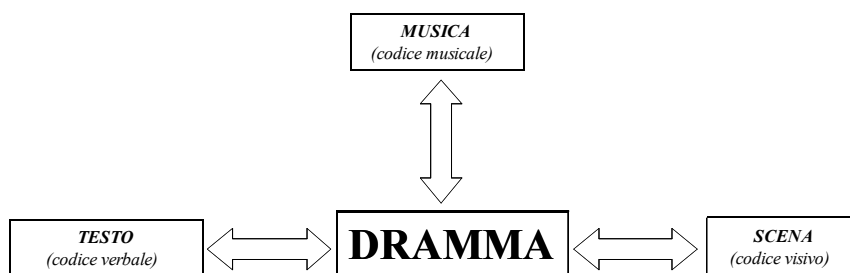 MUSICA
(codice musicale)
TESTO
(codice verbale)
DRAMMA
SCENA
(codice visivo)